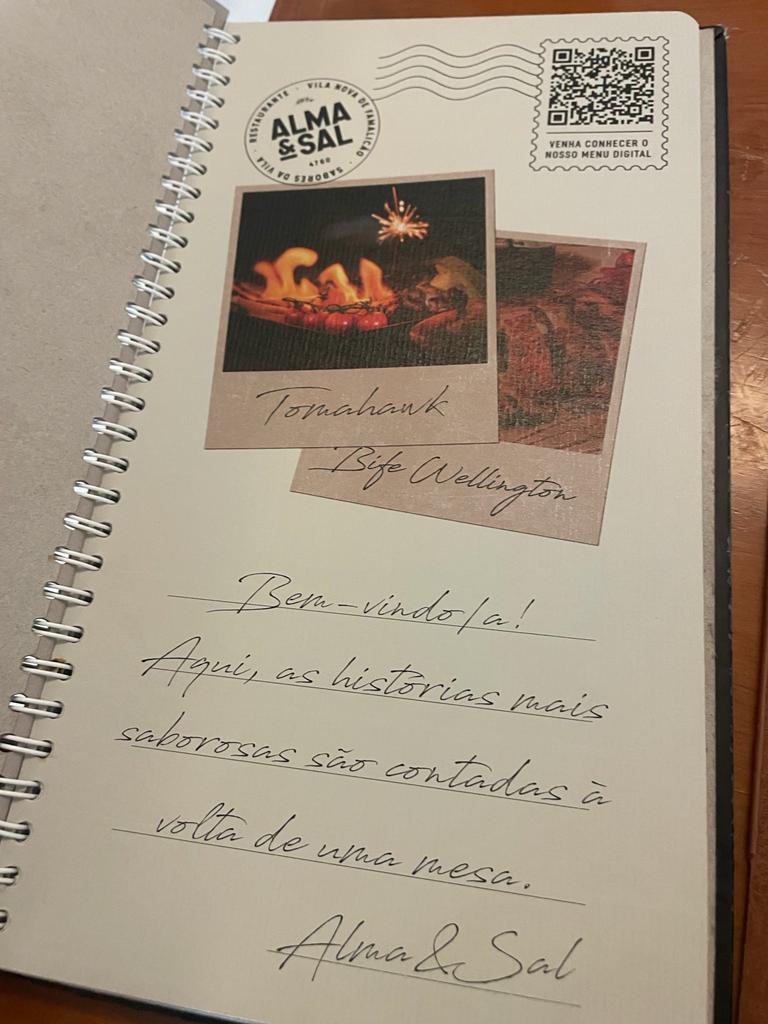 RESTAURANTE · VILA NOVA DE FAMALICÃO · SABORES DA VILA ·
ALMA
&SAL
4760
VENHA CONHECER O
NOSSO MENU DIGITAL
Tomahawk
Bife Wellington
Bem-vindo/a!
Aqui, as histórias mais
saborosas são contadas à
volta de uma mesa.
Alma&Sal